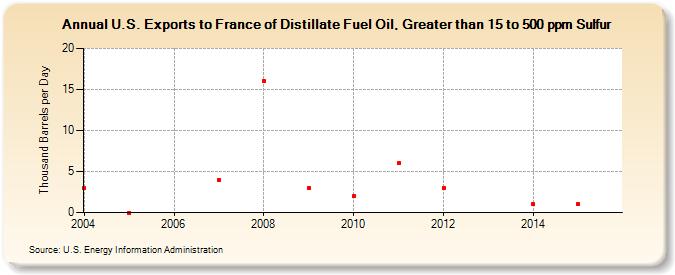 Annual U.S. Exports to France of Distillate Fuel Oil, Greater than 15 to 500 ppm Sulfur
Thousand Barrels per Day
20
15
10
5
0
2004 2006 2008 2010 2012 2014
Source: U.S. Energy Information Administration